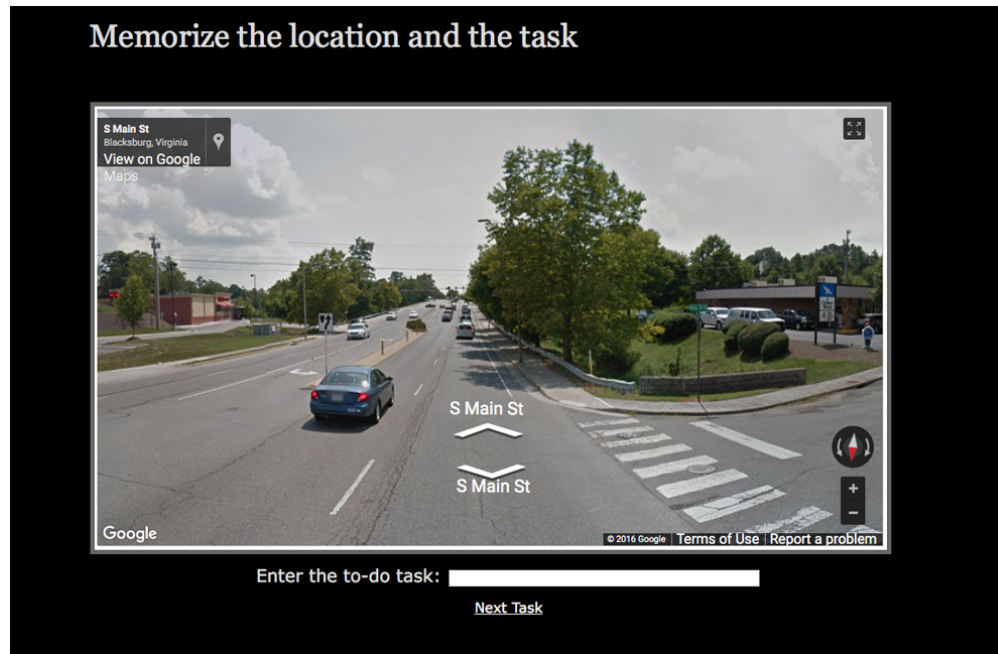 Memorize the location and the task
S Main St
Blacksburg, Virginia
View on Google
Maps
S Main St
S Main St
+
−
Google
© 2016 Google
Terms of Use
Report a problem
Enter the to-do task:
Next Task